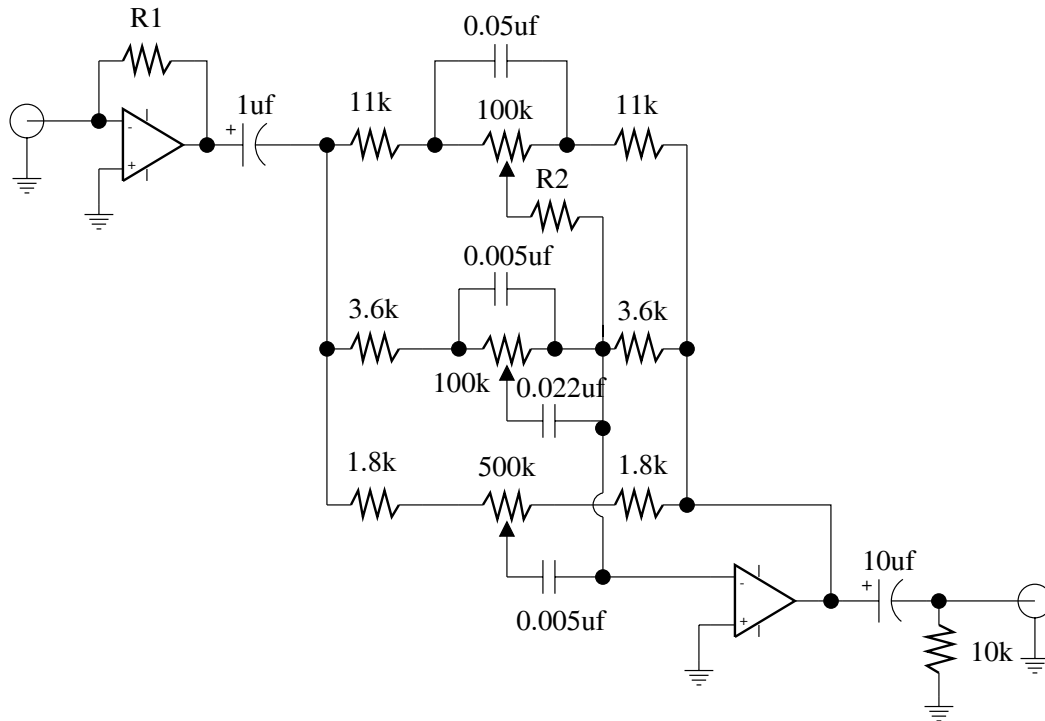 R1
0.05uf
1uf
11k
100k
11k
-
+
+
R2
0.005uf
3.6k
3.6k
100k
0.022uf
1.8k
500k
1.8k
10uf
-
+
+
0.005uf
10k